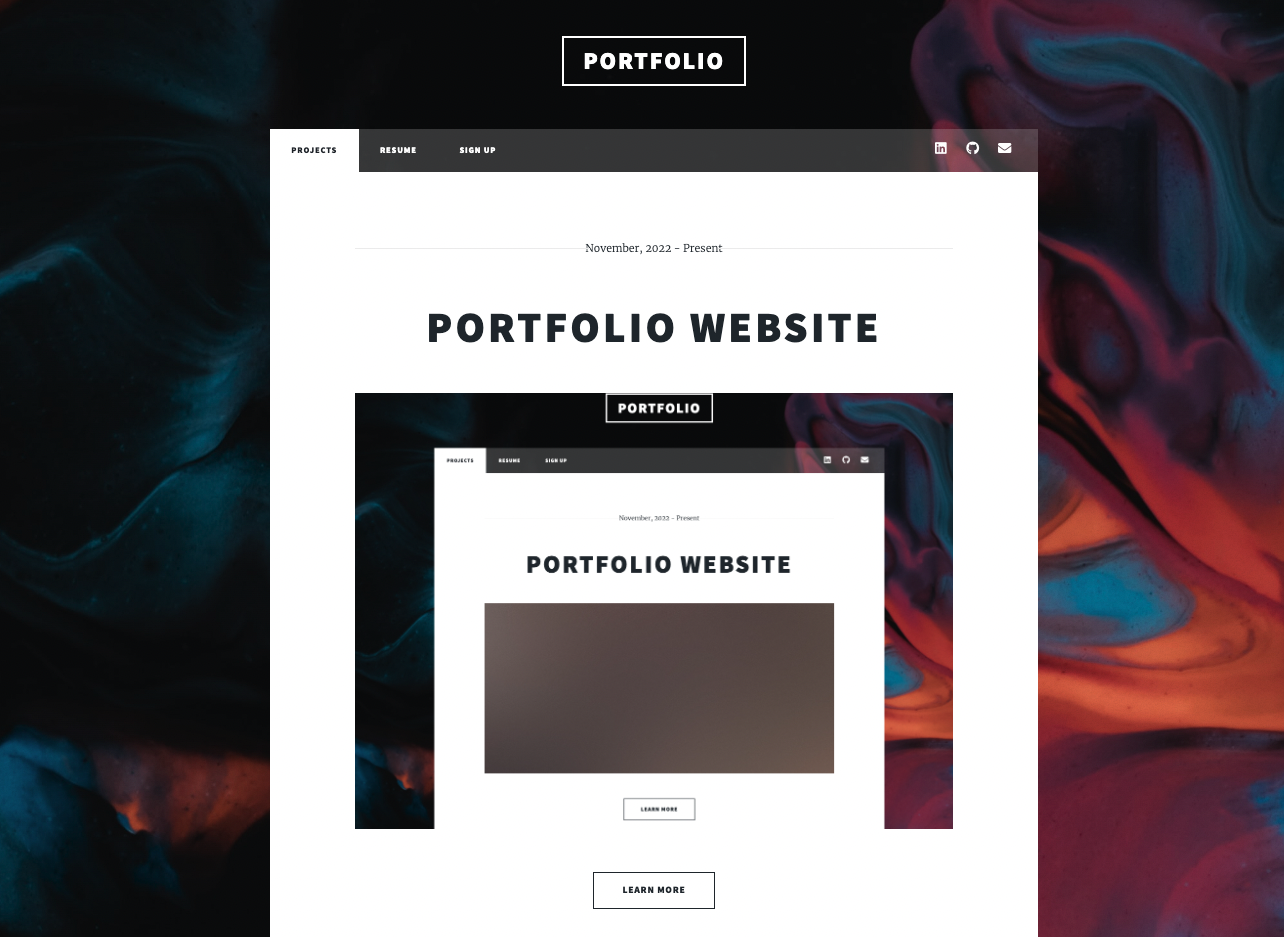 PORTFOLIO
PROJECTS RESUME SIGN UP
November, 2022 - Present
PORTFOLIO WEBSITE
PORTFOLIO
PROJECTS RESUME SIGN UP
November, 2022 - Present
PORTFOLIO WEBSITE
LEARN MORE
LEARN MORE